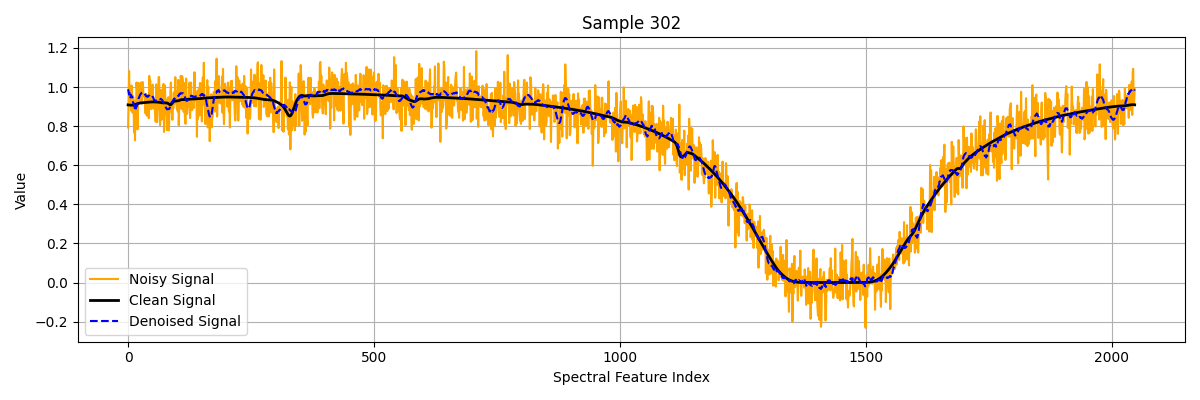 Sample 302
1.2
1.0
0.8
0.6
0.4
0.2
0.0
−0.2
Value
Noisy Signal
Clean Signal
Denoised Signal
0
500
1000
1500
2000
Spectral Feature Index